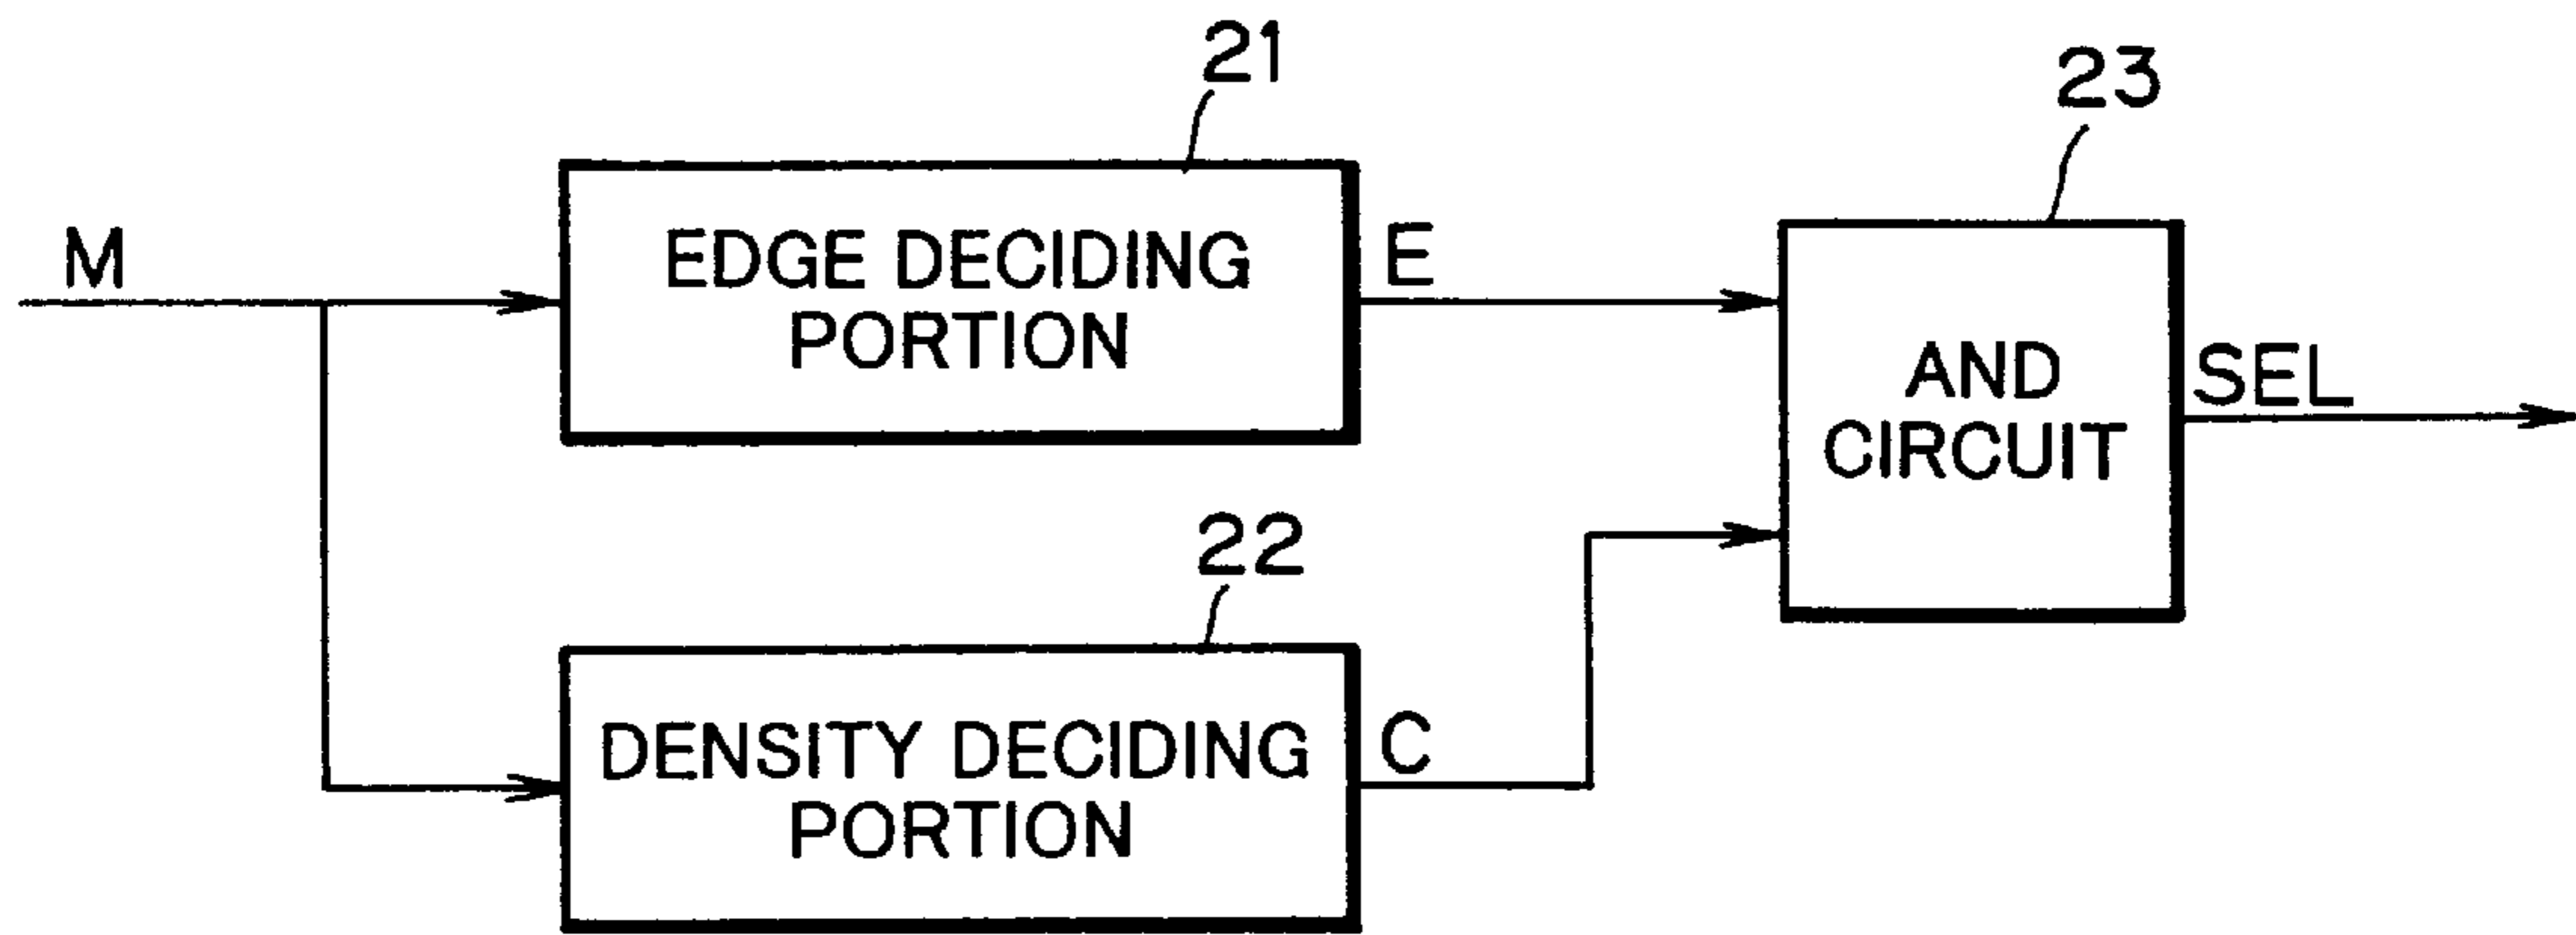 21
23
M
EDGE DECIDING
PORTION
E
AND
CIRCUIT
SEL
22
DENSITY DECIDING
PORTION
C